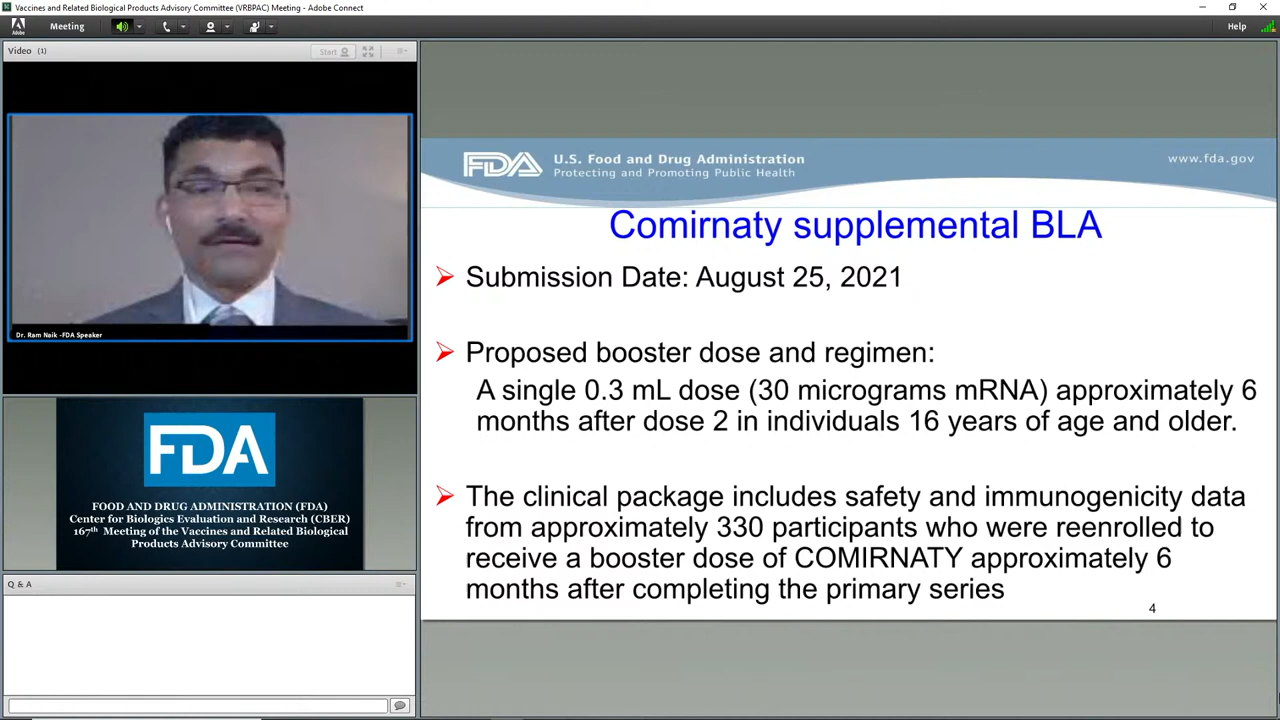 Vaccines and Related Biological Products Advisory Committee (VRBPAC) Meeting - Adobe Connect
Adobe
Meeting
Help
Video (1)
Start
Dr. Ram Naik -FDA Speaker
FDA
FOOD AND DRUG ADMINISTRATION (FDA)
Center for Biologics Evaluation and Research (CBER)
167th Meeting of the Vaccines and Related Biological
Products Advisory Committee
Q & A
FDA
U.S. Food and Drug Administration
Protecting and Promoting Public Health
www.fda.gov
Comirnaty supplemental BLA
Submission Date: August 25, 2021
Proposed booster dose and regimen:
A single 0.3 mL dose (30 micrograms mRNA) approximately 6
months after dose 2 in individuals 16 years of age and older.
The clinical package includes safety and immunogenicity data
from approximately 330 participants who were reenrolled to
receive a booster dose of COMIRNATY approximately 6
months after completing the primary series
4